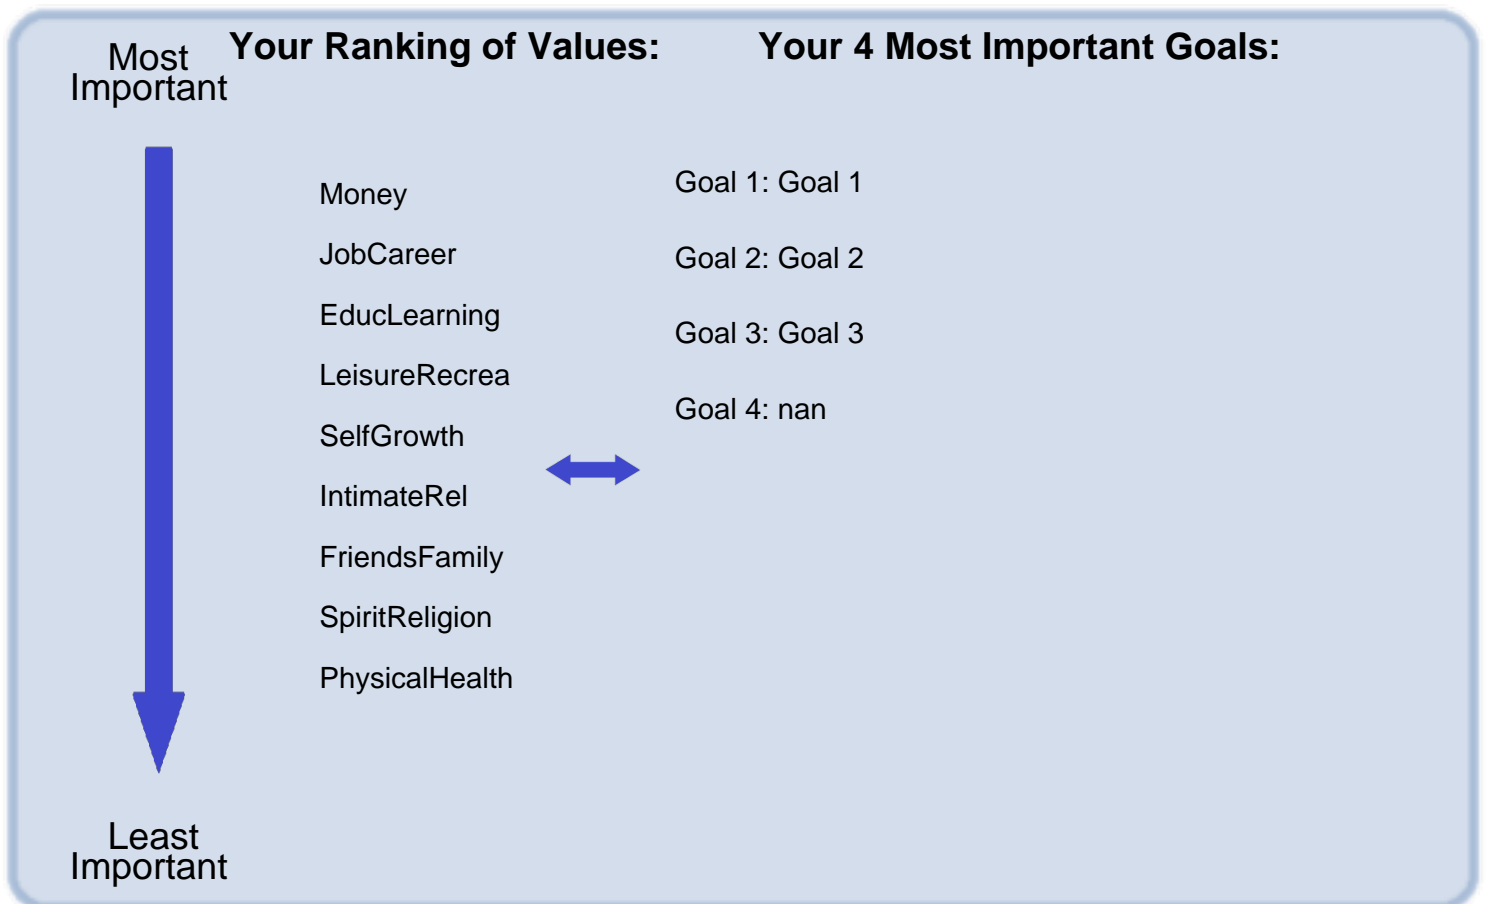 Most
Important
Your Ranking of Values:
Your 4 Most Important Goals:
Money
JobCareer
EducLearning
LeisureRecrea
SelfGrowth
IntimateRel
FriendsFamily
SpiritReligion
PhysicalHealth
Goal 1: Goal 1
Goal 2: Goal 2
Goal 3: Goal 3
Goal 4: nan
Least
Important